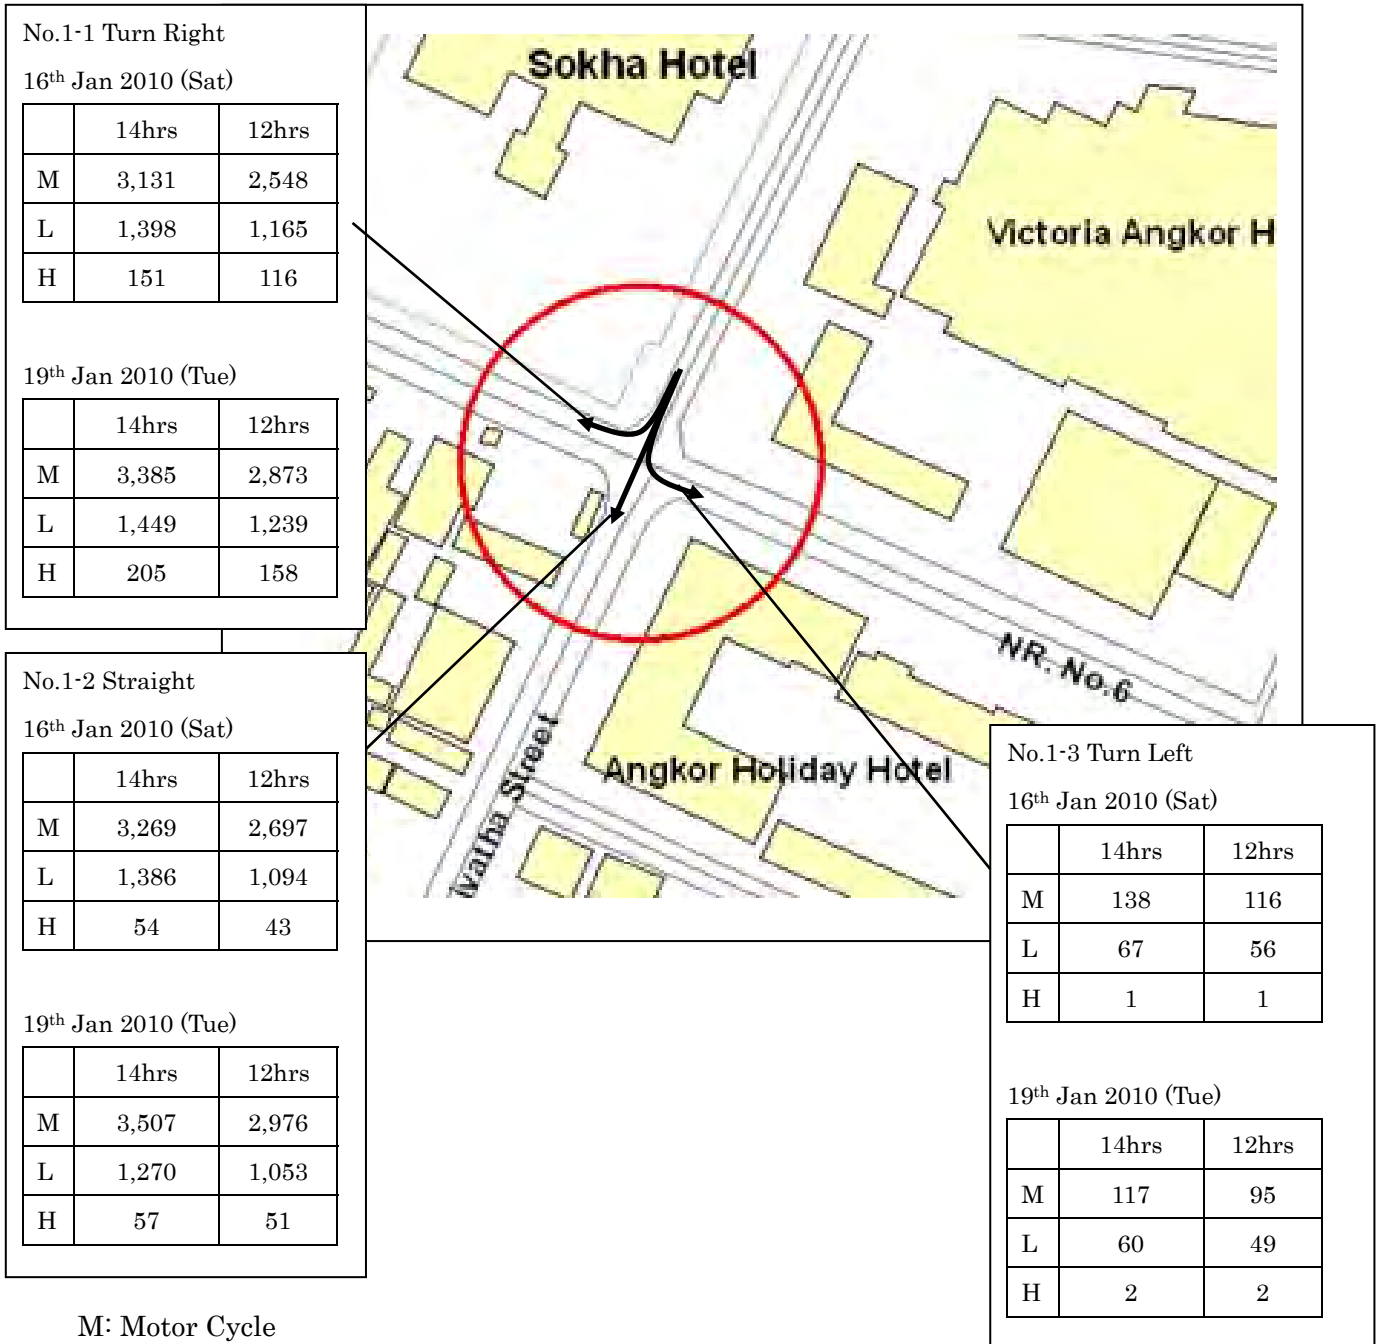 No.1-1 Turn Right
16th Jan 2010 (Sat)
14hrs 12hrs
M 3,131 2,548
L 1,398 1,165
H 151 116
19th Jan 2010 (Tue)
14hrs 12hrs
M 3,385 2,873
L 1,449 1,239
H 205 158
No.1-2 Straight
16th Jan 2010 (Sat)
14hrs 12hrs
M 3,269 2,697
L 1,386 1,094
H 54 43
19th Jan 2010 (Tue)
14hrs 12hrs
M 3,507 2,976
L 1,270 1,053
H 57 51
M: Motor Cycle
Sokha Hotel
Victoria Angkor H
NR. No.6
Angkor Holiday Hotel
ivatha Street
No.1-3 Turn Left
16th Jan 2010 (Sat)
14hrs 12hrs
M 138 116
L 67 56
H 1 1
19th Jan 2010 (Tue)
14hrs 12hrs
M 117 95
L 60 49
H 2 2